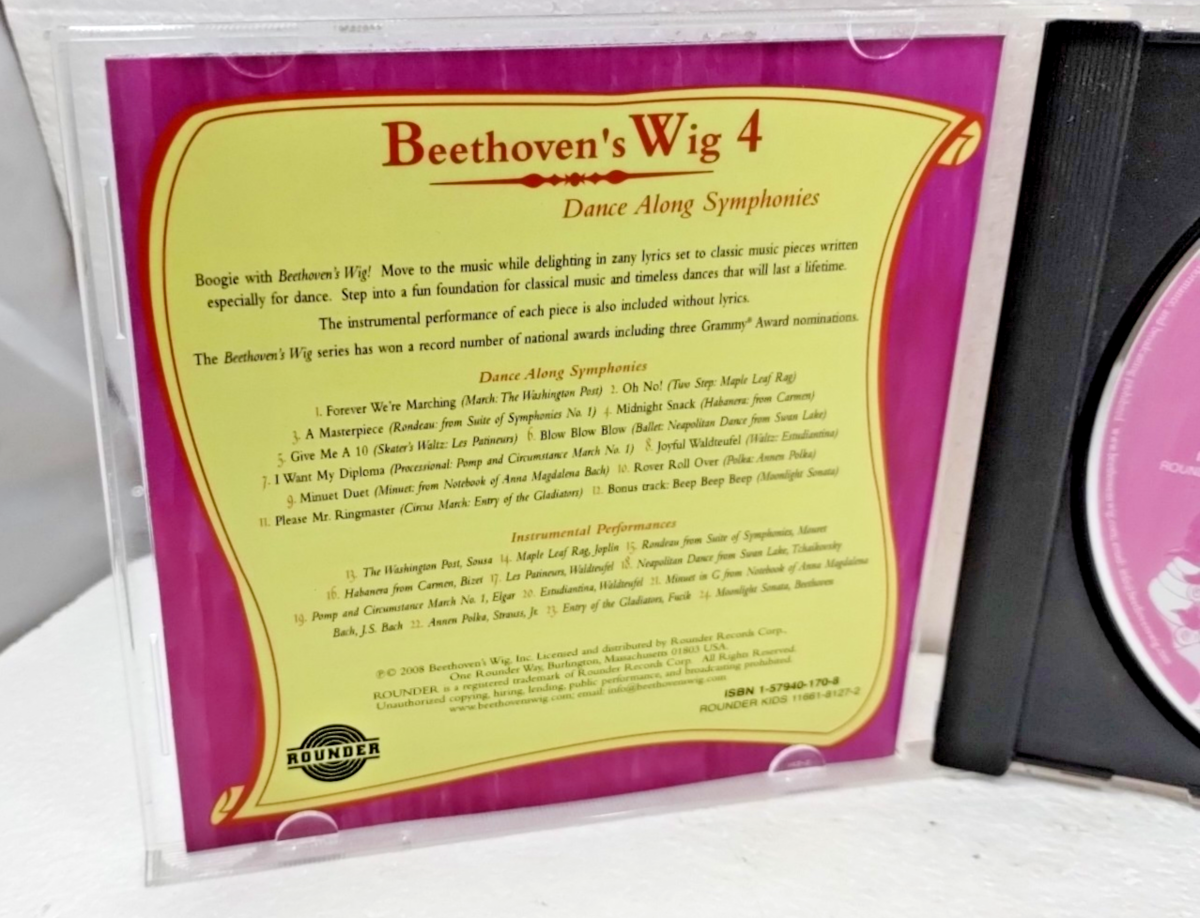 Beethoven's Wig 4
Dance Along Symphonies
Boogie with Beethoven's Wig! Move to the music while delighting in zany lyrics set to classic music pieces written
especially for dance. Step into a fun foundation for classical music and timeless dances that will last a lifetime.
The instrumental performance of each piece is also included without lyrics.
The Beethoven's Wig series has won a record number of national awards including three Grammy® Award nominations.
Dance Along Symphonies
1. Forever We're Marching (March: The Washington Post) 2. Oh No! (Two Step: Maple Leaf Rag)
3. A Masterpiece (Rondeau: from Suite of Symphonies No. 1) 4. Midnight Snack (Habanera: from Carmen)
5. Give Me A 10 (Skater's Waltz: Les Patineurs) 6. Blow Blow Blow (Ballet: Neapolitan Dance from Swan Lake)
7. I Want My Diploma (Processional: Pomp and Circumstance March No. 1) 8. Joyful Waldteufel (Waltz: Estudiantina)
9. Minuet Duet (Minuet: from Notebook of Anna Magdalena Bach) 10. Rover Roll Over (Polka: Annen Polka)
11. Please Mr. Ringmaster (Circus March: Entry of the Gladiators) 12. Bonus track: Beep Beep Beep (Moonlight Sonata)
Instrumental Performances
13. The Washington Post, Sousa 14. Maple Leaf Rag, Joplin 15. Rondeau from Suite of Symphonies, Mouret
16. Habanera from Carmen, Bizet 17. Les Patineurs, Waldteufel 18. Neapolitan Dance from Swan Lake, Tchaikovsky
19. Pomp and Circumstance March No. 1, Elgar 20. Estudiantina, Waldteufel 21. Minuet in G from Notebook of Anna Magdalena
Bach, J.S. Bach 22. Annen Polka, Strauss, Jr. 23. Entry of the Gladiators, Fucik 24. Moonlight Sonata, Beethoven
℗© 2008 Beethoven's Wig, Inc. Licensed and distributed by Rounder Records Corp.,
One Rounder Way, Burlington, Massachusetts 01803 USA.
ROUNDER is a registered trademark of Rounder Records Corp. All Rights Reserved.
Unauthorized copying, hiring, lending, public performance, and broadcasting prohibited.
www.beethovenswig.com; email: info@beethovenswig.com
ISBN 1-57940-170-8
ROUNDER KIDS 11661-8127-2
ROUNDER